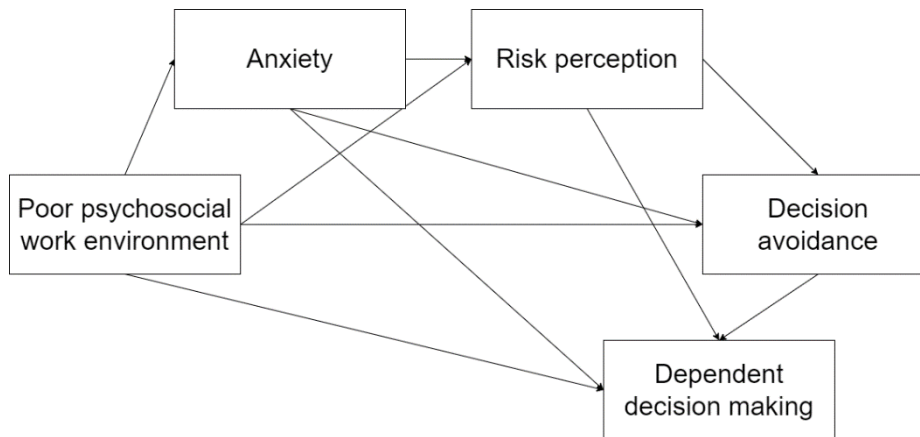 Anxiety
Risk perception
Poor psychosocial
work environment
Decision
avoidance
Dependent
decision making